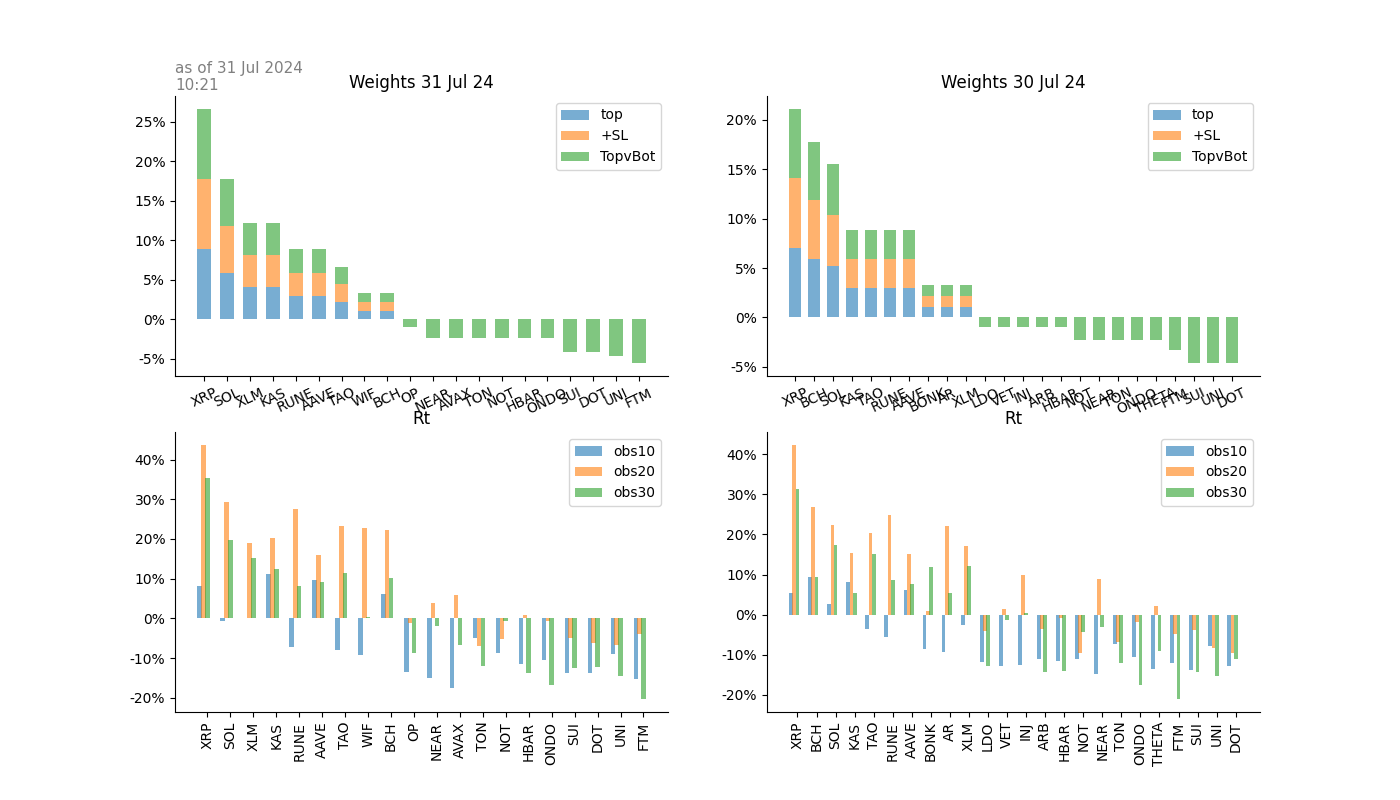 as of 31 Jul 2024
10:21
Weights 31 Jul 24
25%
20%
15%
10%
5%
0%
-5%
top
+SL
TopvBot
XRP SOL XLM KAS RUNE AAVE TAO WIF BCH OP NEAR AVAX TON NOT HBAR ONDO SUI DOT UNI FTM
Weights 30 Jul 24
20%
15%
10%
5%
0%
-5%
top
+SL
TopvBot
XRP BCH SOL KAS TAO RUNE AAVE BONK AR XLM LDO VET INJ ARB HBAR NOT NEAR TON ONDO THETA FTM SUI UNI DOT
Rt
40%
30%
20%
10%
0%
-10%
-20%
obs10
obs20
obs30
XRP SOL XLM KAS RUNE AAVE TAO WIF BCH OP NEAR AVAX TON NOT HBAR ONDO SUI DOT UNI FTM
Rt
40%
30%
20%
10%
0%
-10%
-20%
obs10
obs20
obs30
XRP BCH SOL KAS TAO RUNE AAVE BONK AR XLM LDO VET INJ ARB HBAR NOT NEAR TON ONDO THETA FTM SUI UNI DOT